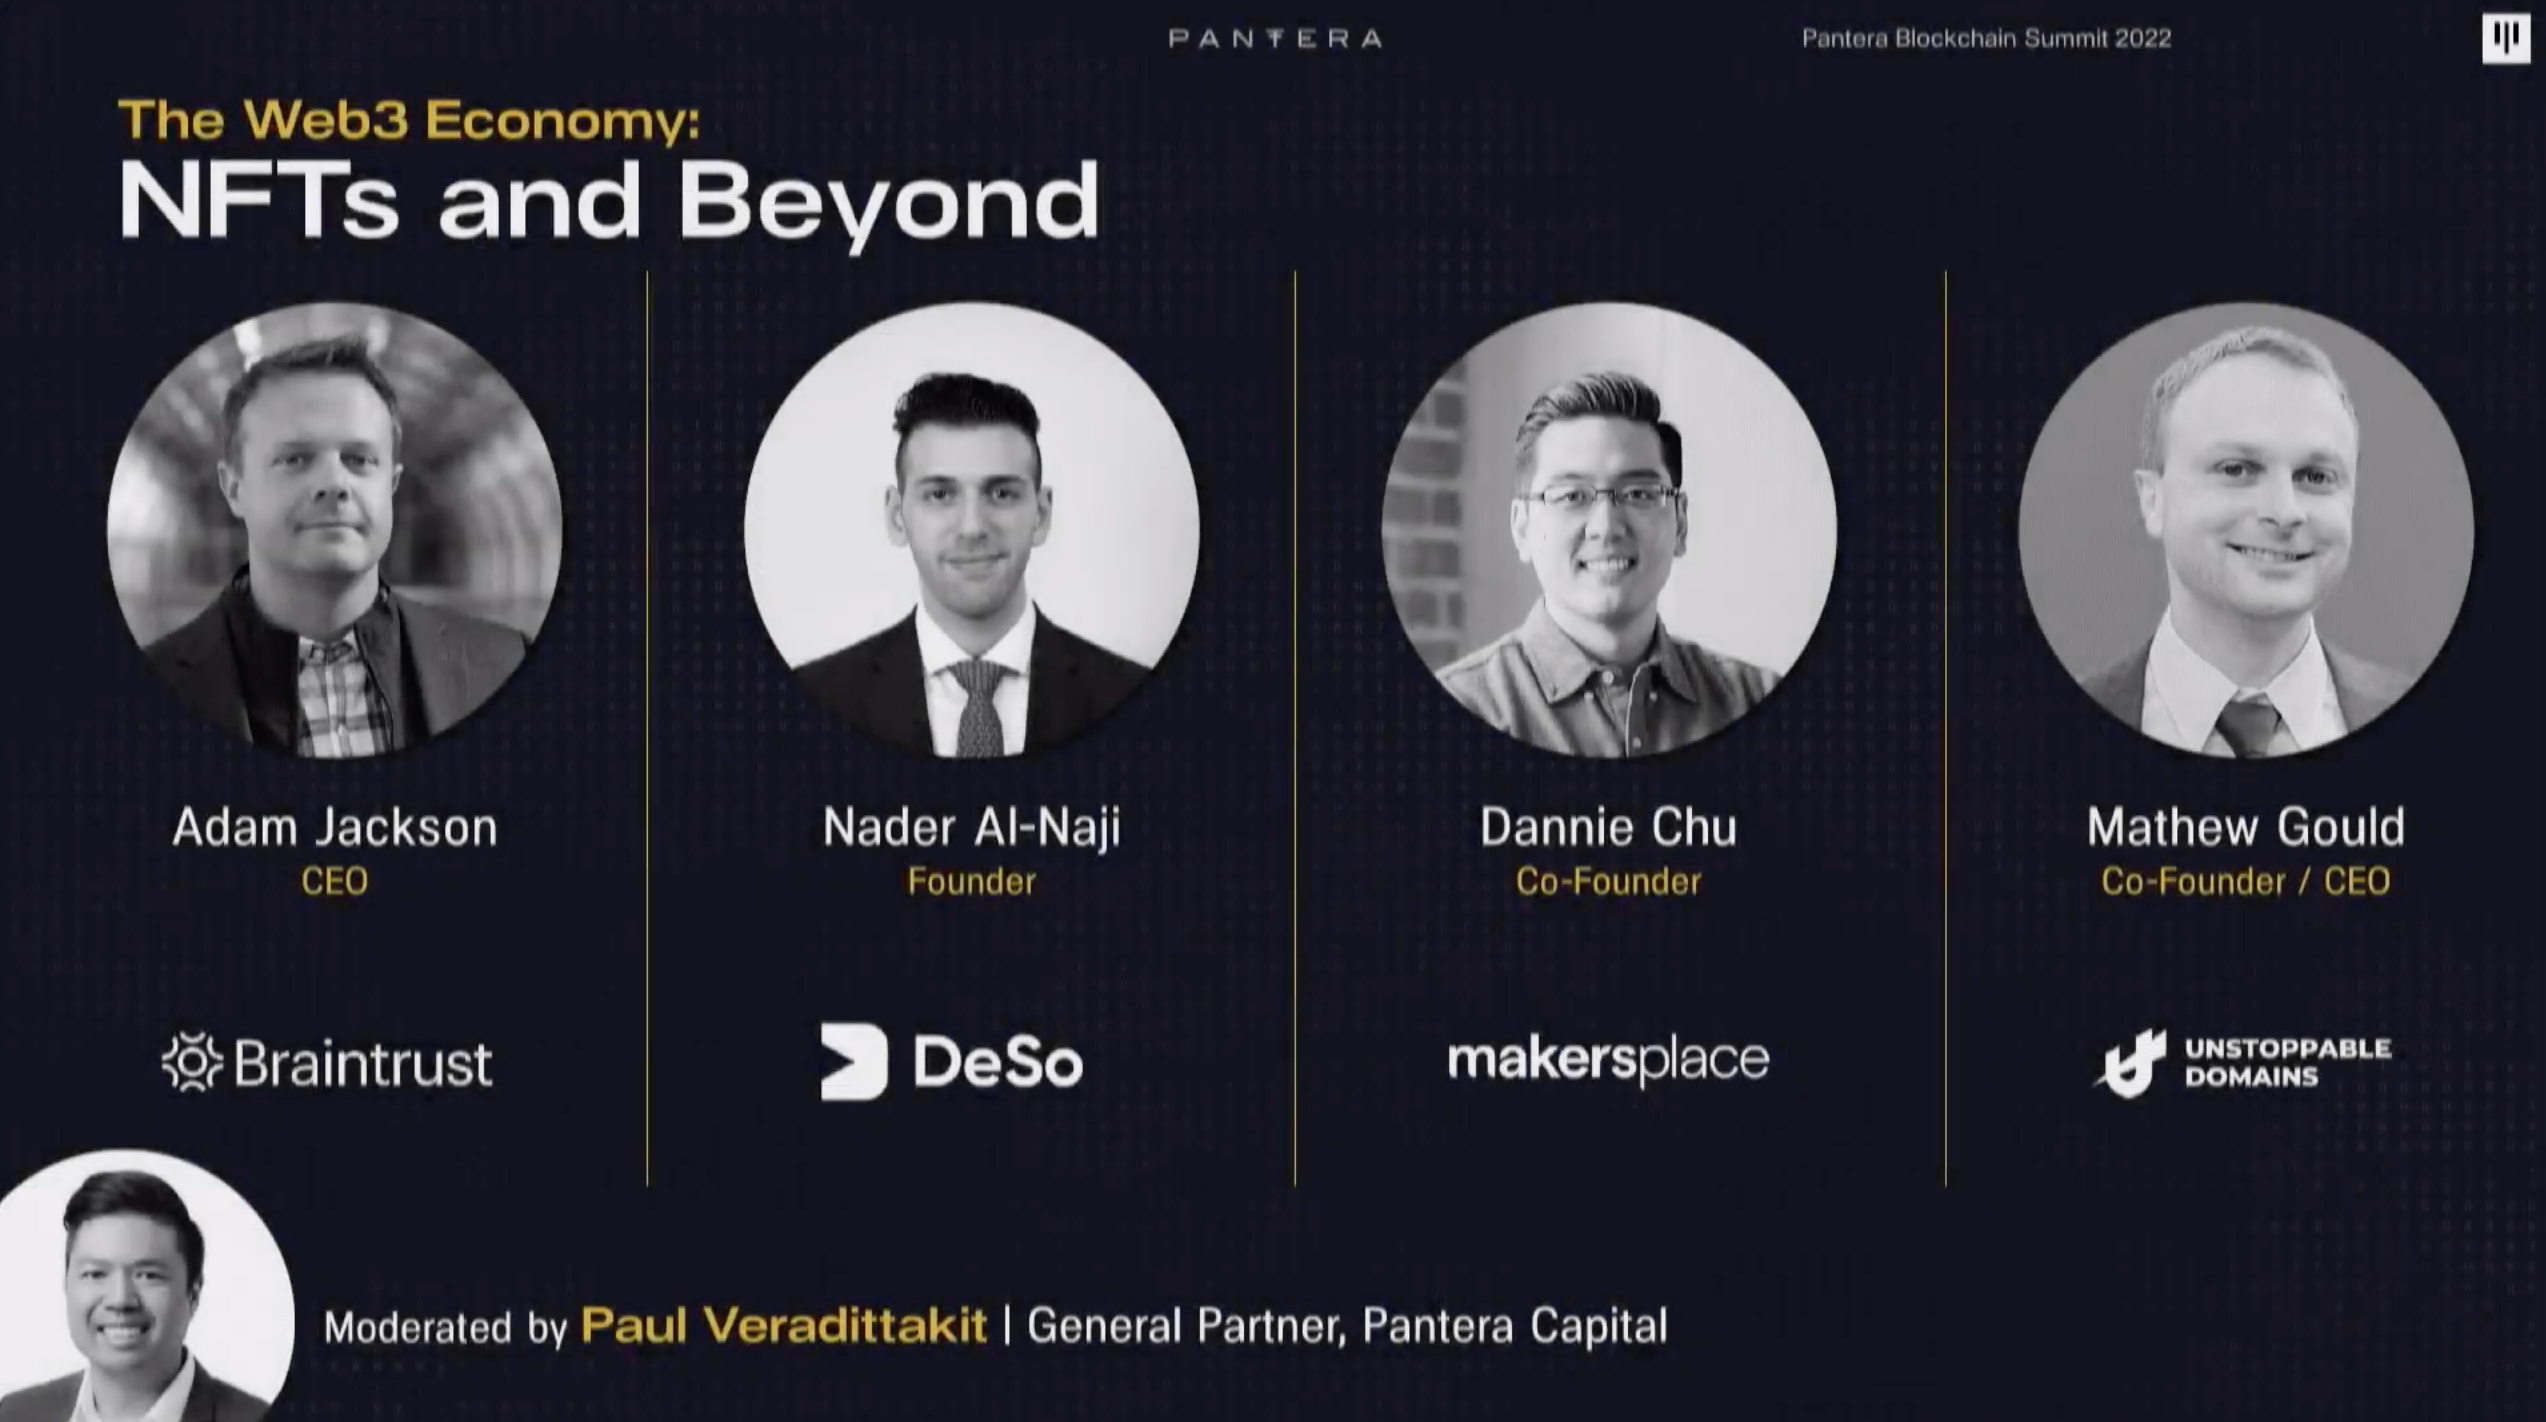 PANTERA
Pantera Blockchain Summit 2022
The Web3 Economy:
NFTs and Beyond
Adam Jackson
CEO
Braintrust
Nader Al-Naji
Founder
DeSo
Dannie Chu
Co-Founder
makersplace
Mathew Gould
Co-Founder / CEO
UNSTOPPABLE
DOMAINS
Moderated by Paul Veradittakit | General Partner, Pantera Capital